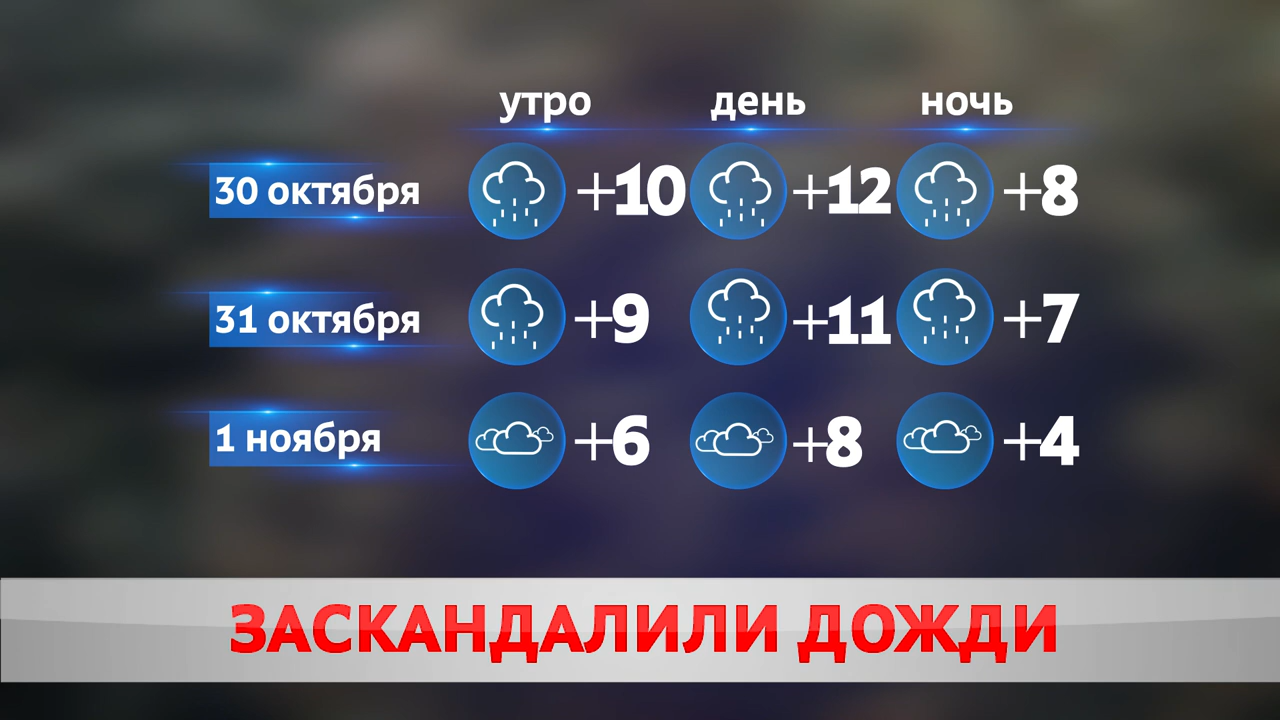 утро день ночь
30 октября +10 +12 +8
31 октября +9 +11 +7
1 ноября +6 +8 +4
ЗАСКАНДАЛИЛИ ДОЖДИ